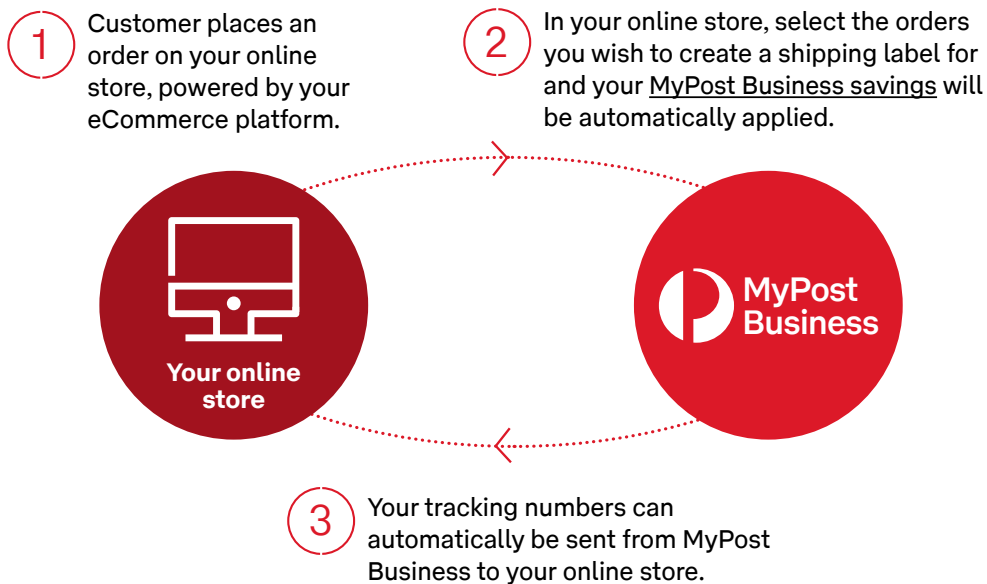 1
Customer places an
order on your online
store, powered by your
eCommerce platform.
2
In your online store, select the orders
you wish to create a shipping label for
and your MyPost Business savings will
be automatically applied.
Your online
store
MyPost
Business
3
Your tracking numbers can
automatically be sent from MyPost
Business to your online store.